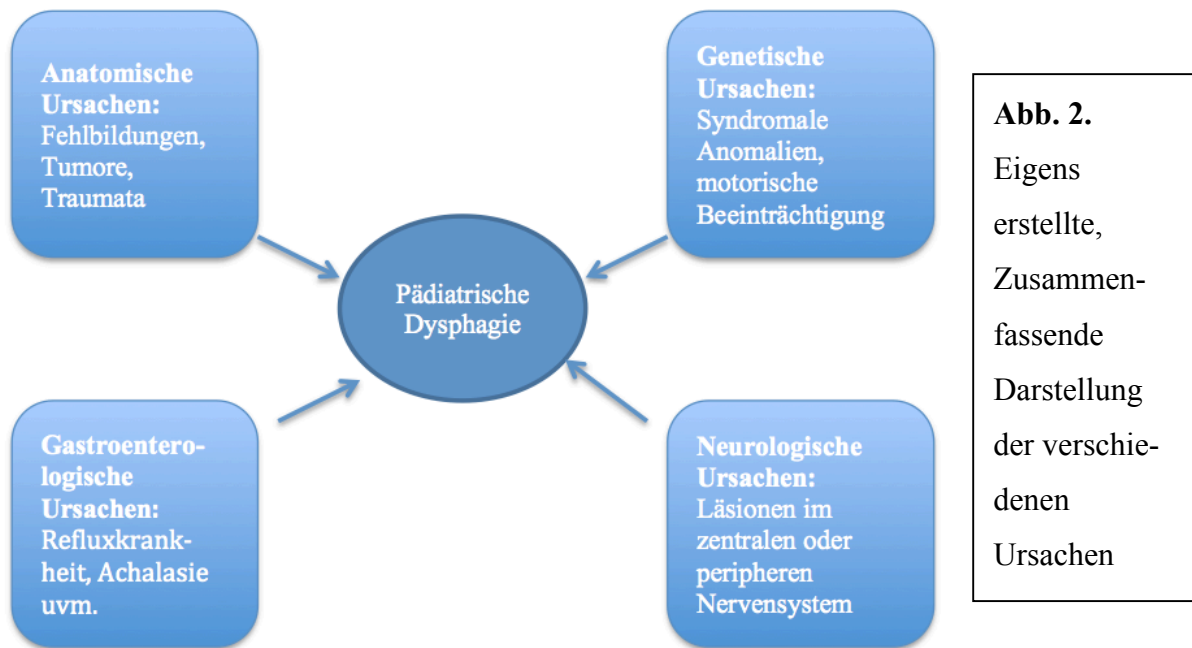 Anatomische
Ursachen:
Fehlbildungen,
Tumore,
Traumata
Genetische
Ursachen:
Syndromale
Anomalien,
motorische
Beeinträchtigung
Pädiatrische
Dysphagie
Gastroentero-
logische
Ursachen:
Refluxkrank-
heit, Achalasie
uvm.
Neurologische
Ursachen:
Läsionen im
zentralen oder
peripheren
Nervensystem
Abb. 2.
Eigens
erstellte,
Zusammen-
fassende
Darstellung
der verschie-
denen
Ursachen